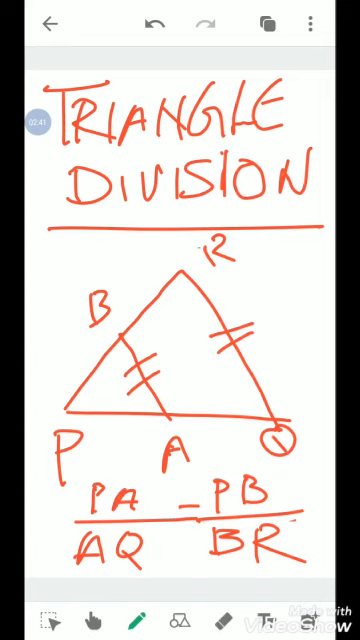 TRIANGLE
02:41
DIVISION
R
B
P A Q
PA = PB
AQ BR
Made with
VideoShow